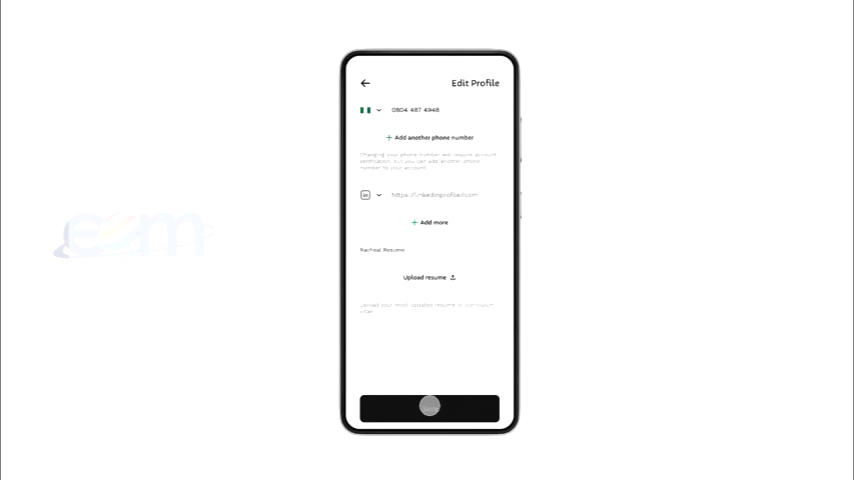 eom
Edit Profile
0804 487 4948
+ Add another phone number
Changing your phone number will require account
verification, but you can add another phone
number to your account.
in
https://linkedinprofile//.com
+ Add more
Racheal Resume
Upload resume
Upload your most updated resume or curriculum
vitae